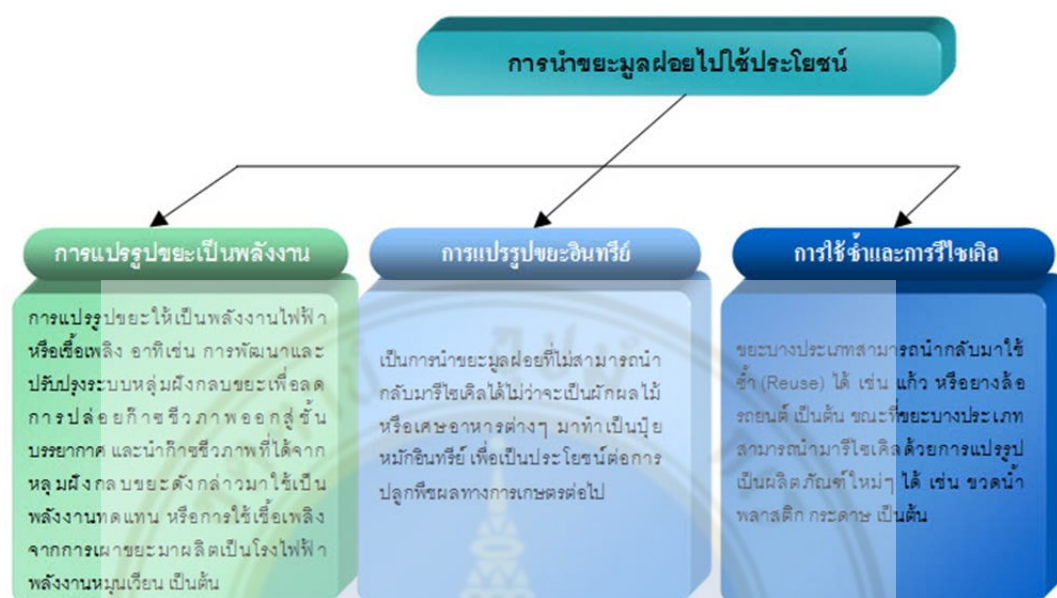 การนำขยะมูลฝอยไปใช้ประโยชน์
การแปรรูปขยะเป็นพลังงาน
การแปรรูปขยะให้เป็นพลังงานไฟฟ้า
หรือเชื้อเพลิง อาทิเช่น การพัฒนาและ
ปรับปรุงระบบหลุ่มฝังกลบขยะเพื่อลด
การปล่อยก๊าซชีวภาพออกสู่ชั้น
บรรยากาศ และนำก๊าซชีวภาพที่ได้จาก
หลุมฝังกลบขยะดังกล่าวมาใช้เป็น
พลังงานทดแทน หรือการใช้เชื้อเพลิง
จากการเผาขยะมาผลิตเป็นโรงไฟฟ้า
พลังงานหมุนเวียน เป็นต้น
การแปรรูปขยะอินทรีย์
เป็นการนำขยะมูลฝอยที่ไม่สามารถนำ
กลับมารีไซเคิลได้ไม่ว่าจะเป็นผักผลไม้
หรือเศษอาหารต่างๆ มาทำเป็นปุ๋ย
หมักอินทรีย์ เพื่อเป็นประโยชน์ต่อการ
ปลูกพืชผลทางการเกษตรต่อไป
การใช้ซ้ำและการรีไซเคิล
ขยะบางประเภทสามารถนำกลับมาใช้
ซ้ำ (Reuse) ได้ เช่น แก้ว หรือยางล้อ
รถยนต์ เป็นต้น ขณะที่ขยะบางประเภท
สามารถนำมารีไซเคิลด้วยการแปรรูป
เป็นผลิตภัณฑ์ใหม่ๆ ได้ เช่น ขวดน้ำ
พลาสติก กระดาษ เป็นต้น